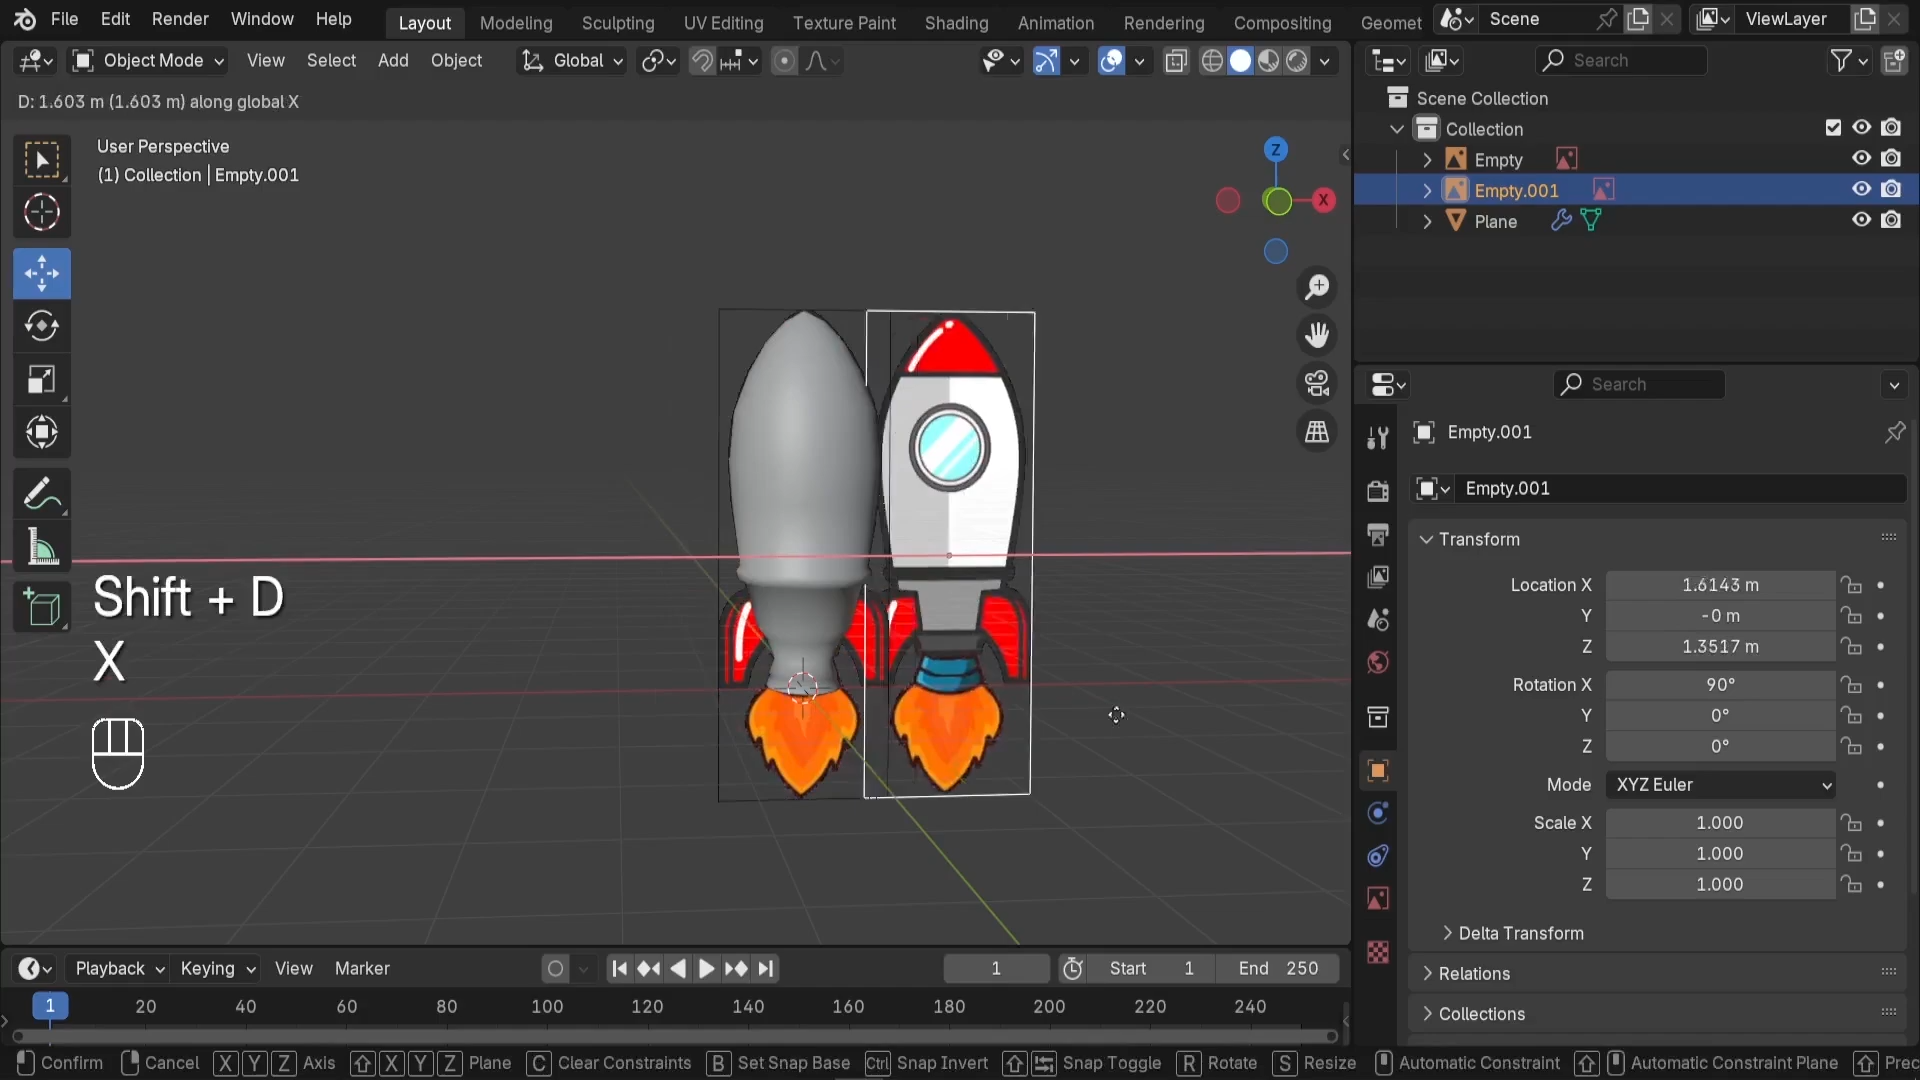 File Edit Render Window Help Layout Modeling Sculpting UV Editing Texture Paint Shading Animation Rendering Compositing Geomet Scene ViewLayer
Object Mode View Select Add Object Global Search
D: 1.603 m (1.603 m) along global X
Scene Collection
Collection
User Perspective
(1) Collection | Empty.001
Z
X
Empty
Empty.001
Plane
Search
Empty.001
Empty.001
Transform
Location X 1.6143 m
Y -0 m
Z 1.3517 m
Rotation X 90°
Y 0°
Z 0°
Mode XYZ Euler
Scale X 1.000
Y 1.000
Z 1.000
Delta Transform
Relations
Collections
Shift + D
X
Playback Keying View Marker 1 Start 1 End 250
1 20 40 60 80 100 120 140 160 180 200 220 240
Confirm Cancel X Y Z Axis X Y Z Plane C Clear Constraints B Set Snap Base Ctrl Snap Invert Snap Toggle R Rotate S Resize Automatic Constraint Automatic Constraint Plane Prec